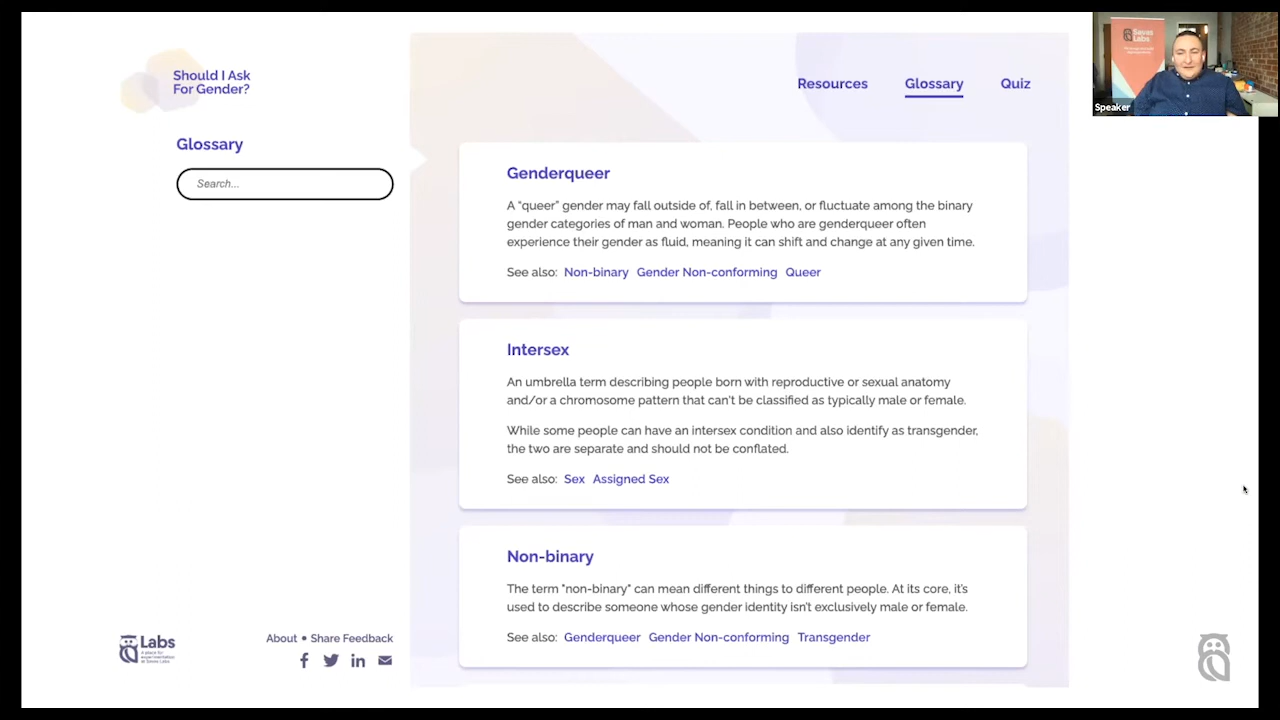 Should I Ask
For Gender?
Resources Glossary Quiz
Glossary
Search...
Genderqueer
A “queer” gender may fall outside of, fall in between, or fluctuate among the binary
gender categories of man and woman. People who are genderqueer often
experience their gender as fluid, meaning it can shift and change at any given time.
See also: Non-binary Gender Non-conforming Queer
Intersex
An umbrella term describing people born with reproductive or sexual anatomy
and/or a chromosome pattern that can't be classified as typically male or female.
While some people can have an intersex condition and also identify as transgender,
the two are separate and should not be conflated.
See also: Sex Assigned Sex
Non-binary
The term "non-binary" can mean different things to different people. At its core, it's
used to describe someone whose gender identity isn't exclusively male or female.
See also: Genderqueer Gender Non-conforming Transgender
Labs
A place for
experimentation
at Seven Labs
About • Share Feedback
Labs
Speaker